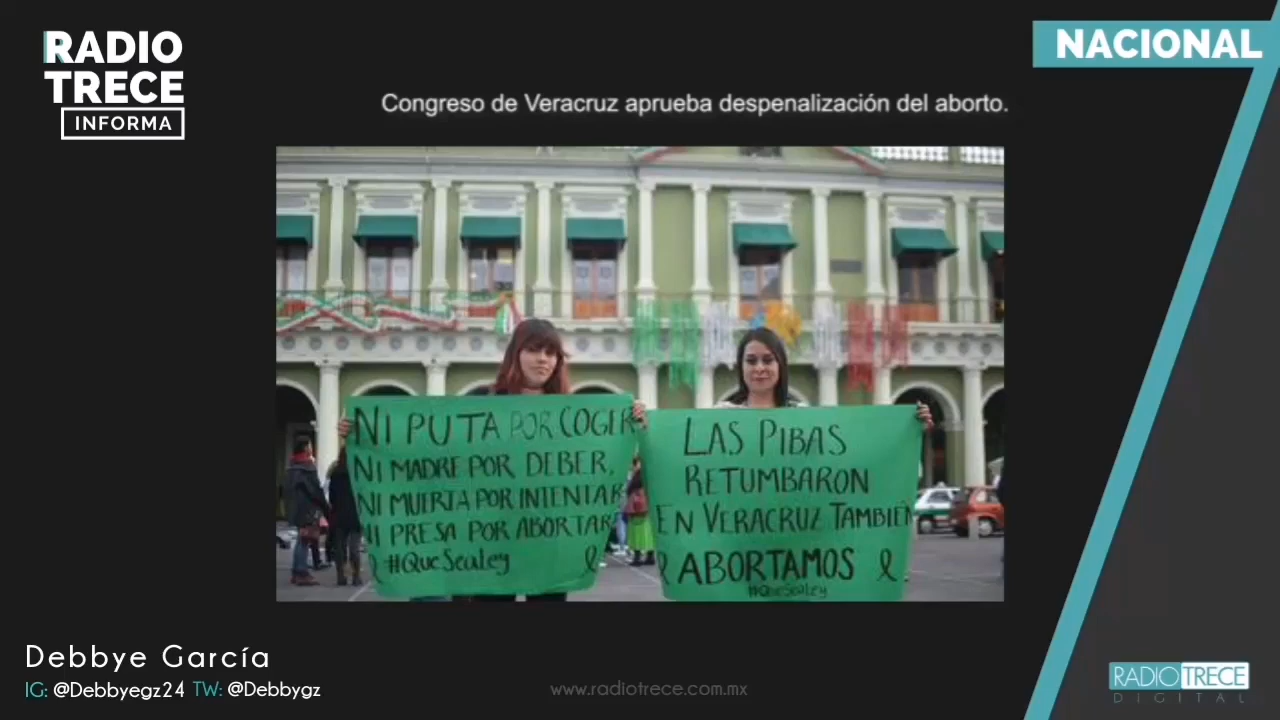 RADIO
TRECE
INFORMA
NACIONAL
Congreso de Veracruz aprueba despenalización del aborto.
NI PUTA POR COGER
NI MADRE POR DEBER,
NI MUERTA POR INTENTAR
NI PRESA POR ABORTAR
#QueSeaLey
LAS PIBAS
RETUMBARON
EN VERACRUZ TAMBIÉN
ABORTAMOS
#QueSeaLey
Debbye García
IG: @Debbyegz24 TW: @Debbygz
www.radiotrece.com.mx
RADIO TRECE
DIGITAL